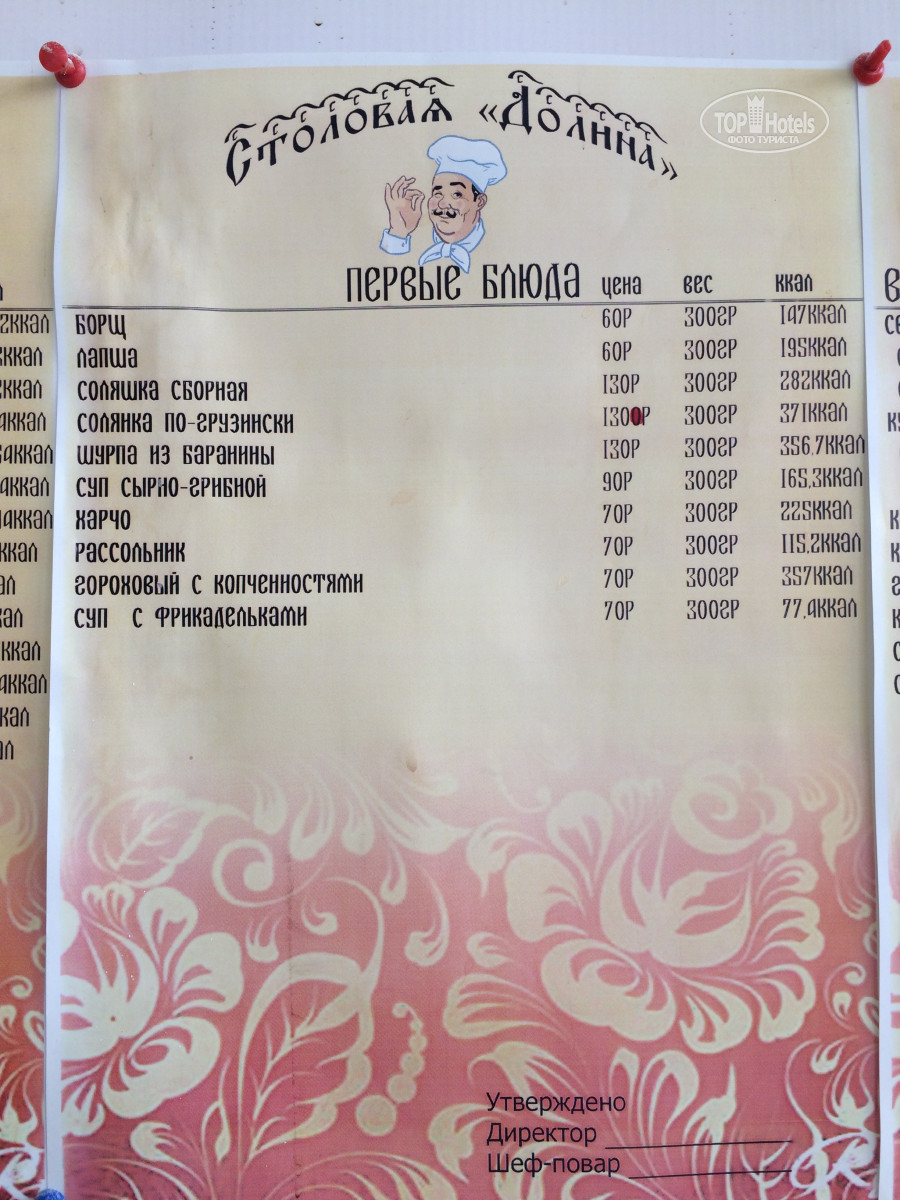 Столовая «Долина»
TOP Hotels
ФОТО ТУРИСТА
ПЕРВЫЕ БЛЮДА цена вес ккал
БОРЩ 60Р 300ГР 147ККАЛ
ЛАПША 60Р 300ГР 195ККАЛ
СОЛЯШКА СБОРНАЯ 130Р 300ГР 282ККАЛ
СОЛЯНКА ПО-ГРУЗИНСКИ 1300Р 300ГР 371ККАЛ
ШУРПА ИЗ БАРАНИНЫ 130Р 300ГР 356.7ККАЛ
СУП СЫРНО-ГРИБНОЙ 90Р 300ГР 165,3ККАЛ
ХАРЧО 70Р 300ГР 225ККАЛ
РАССОЛЬНИК 70Р 300ГР 115,2ККАЛ
ГОРОХОВЫЙ С КОПЧЕННОСТЯМИ 70Р 300ГР 357ККАЛ
СУП С ФРИКАДЕЛЬКАМИ 70Р 300ГР 77,4ККАЛ
Утверждено
Директор
Шеф-повар